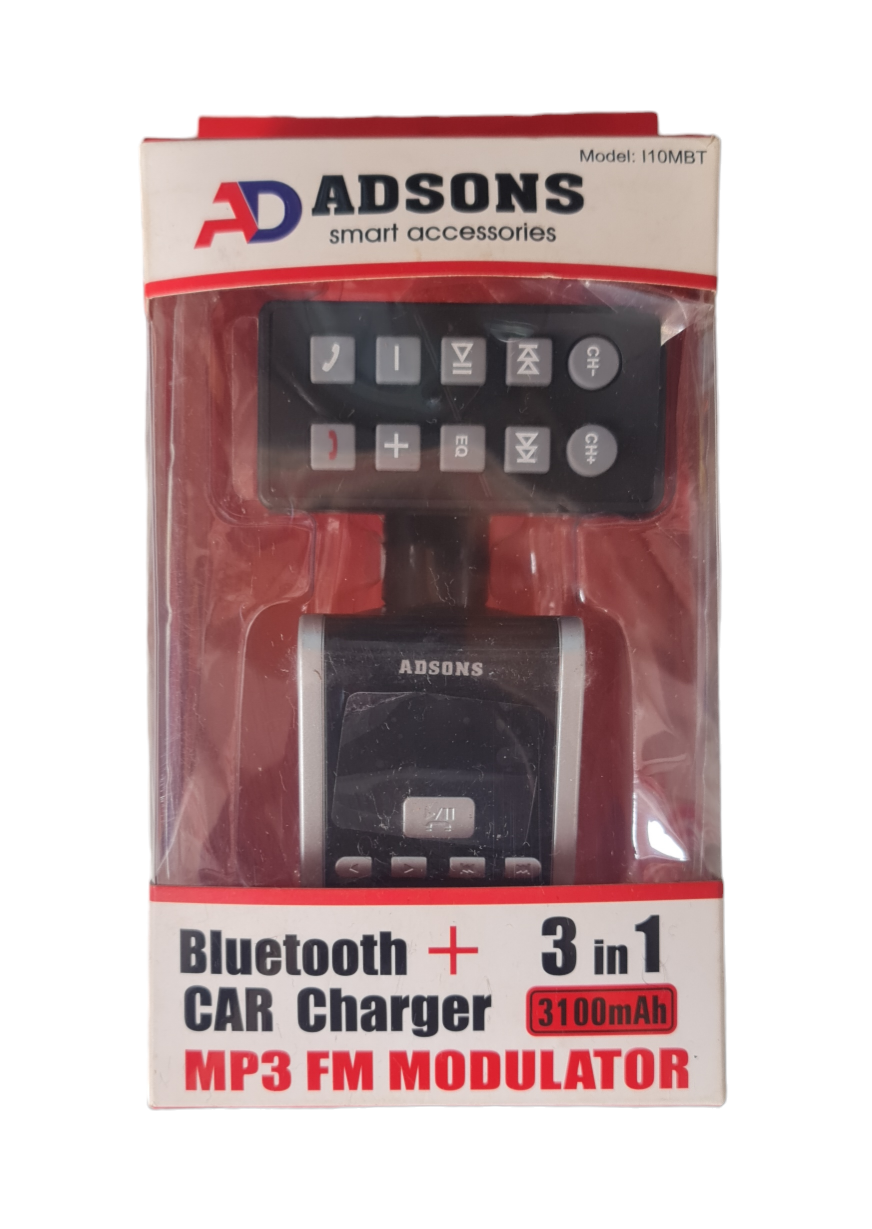 Model: I10MBT
AD ADSONS
smart accessories
CH-
EQ
CH+
ADSONS
Bluetooth + 3 in 1
CAR Charger 3100mAh
MP3 FM MODULATOR